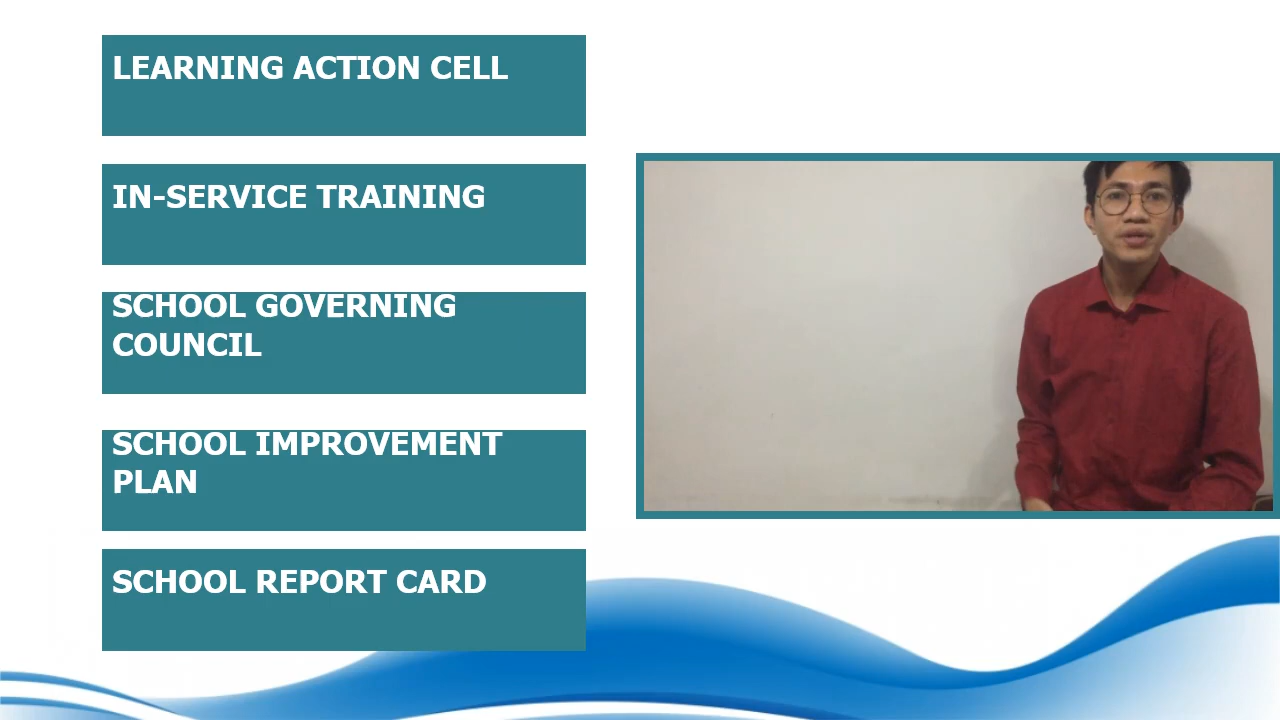 LEARNING ACTION CELL
IN-SERVICE TRAINING
SCHOOL GOVERNING
COUNCIL
SCHOOL IMPROVEMENT
PLAN
SCHOOL REPORT CARD